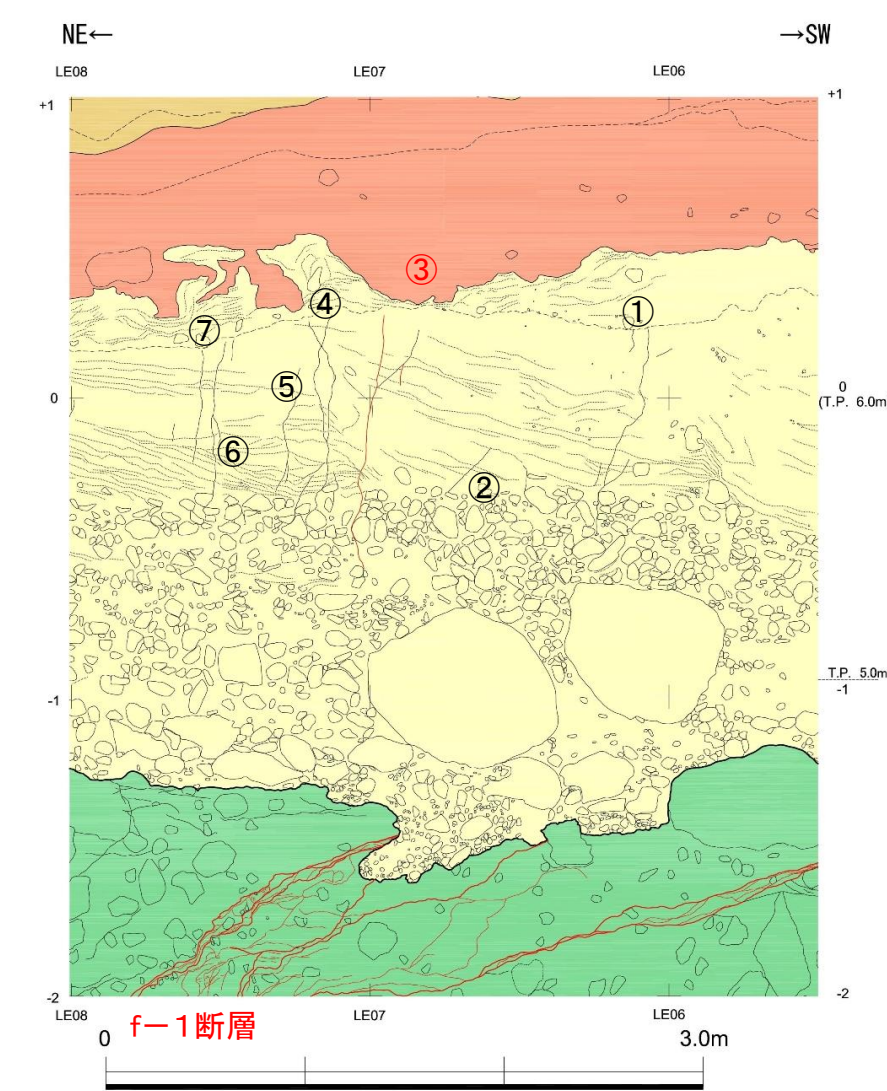 NE← →SW
LE08 LE07 LE06
+1 +1
③
④ ①
⑦
⑤ 0 0
(T.P. 6.0m
⑥
②
T.P. 5.0m
-1 -1
-2 -2
LE08 LE07 LE06
f－1断層
0 3.0m